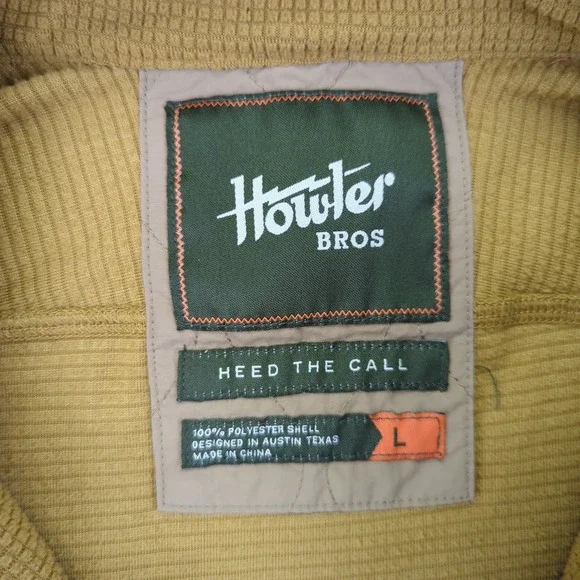 Howler
BROS
HEED THE CALL
100% POLYESTER SHELL
DESIGNED IN AUSTIN TEXAS
MADE IN CHINA
L